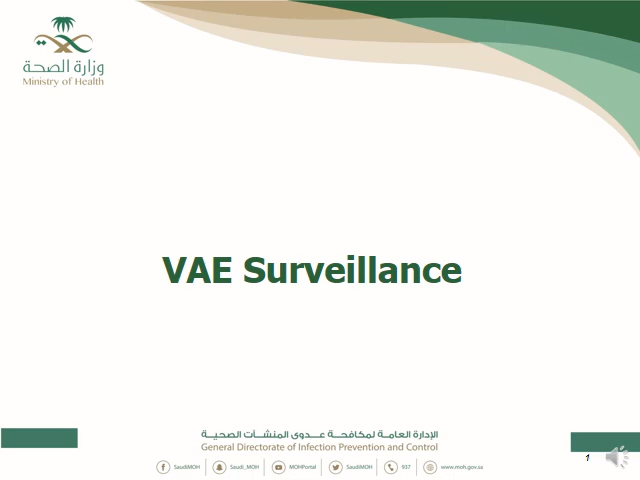 وزارة الصحة
Ministry of Health
VAE Surveillance
الإدارة العامة لمكافحة عدوى المنشآت الصحية
General Directorate of Infection Prevention and Control
SaudiMOH Saudi_MOH MOHPortal SaudiMOH 937 www.moh.gov.sa
1